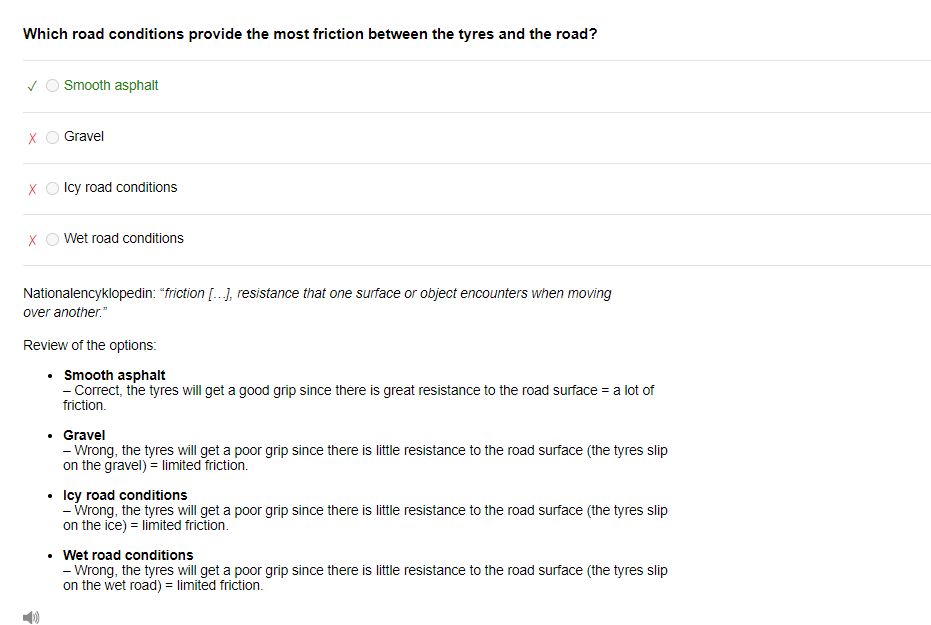 Which road conditions provide the most friction between the tyres and the road?
✓ Smooth asphalt
X Gravel
X Icy road conditions
X Wet road conditions
Nationalencyklopedin: “friction […], resistance that one surface or object encounters when moving
over another.”
Review of the options:
• Smooth asphalt
– Correct, the tyres will get a good grip since there is great resistance to the road surface = a lot of
friction.
• Gravel
– Wrong, the tyres will get a poor grip since there is little resistance to the road surface (the tyres slip
on the gravel) = limited friction.
• Icy road conditions
– Wrong, the tyres will get a poor grip since there is little resistance to the road surface (the tyres slip
on the ice) = limited friction.
• Wet road conditions
– Wrong, the tyres will get a poor grip since there is little resistance to the road surface (the tyres slip
on the wet road) = limited friction.